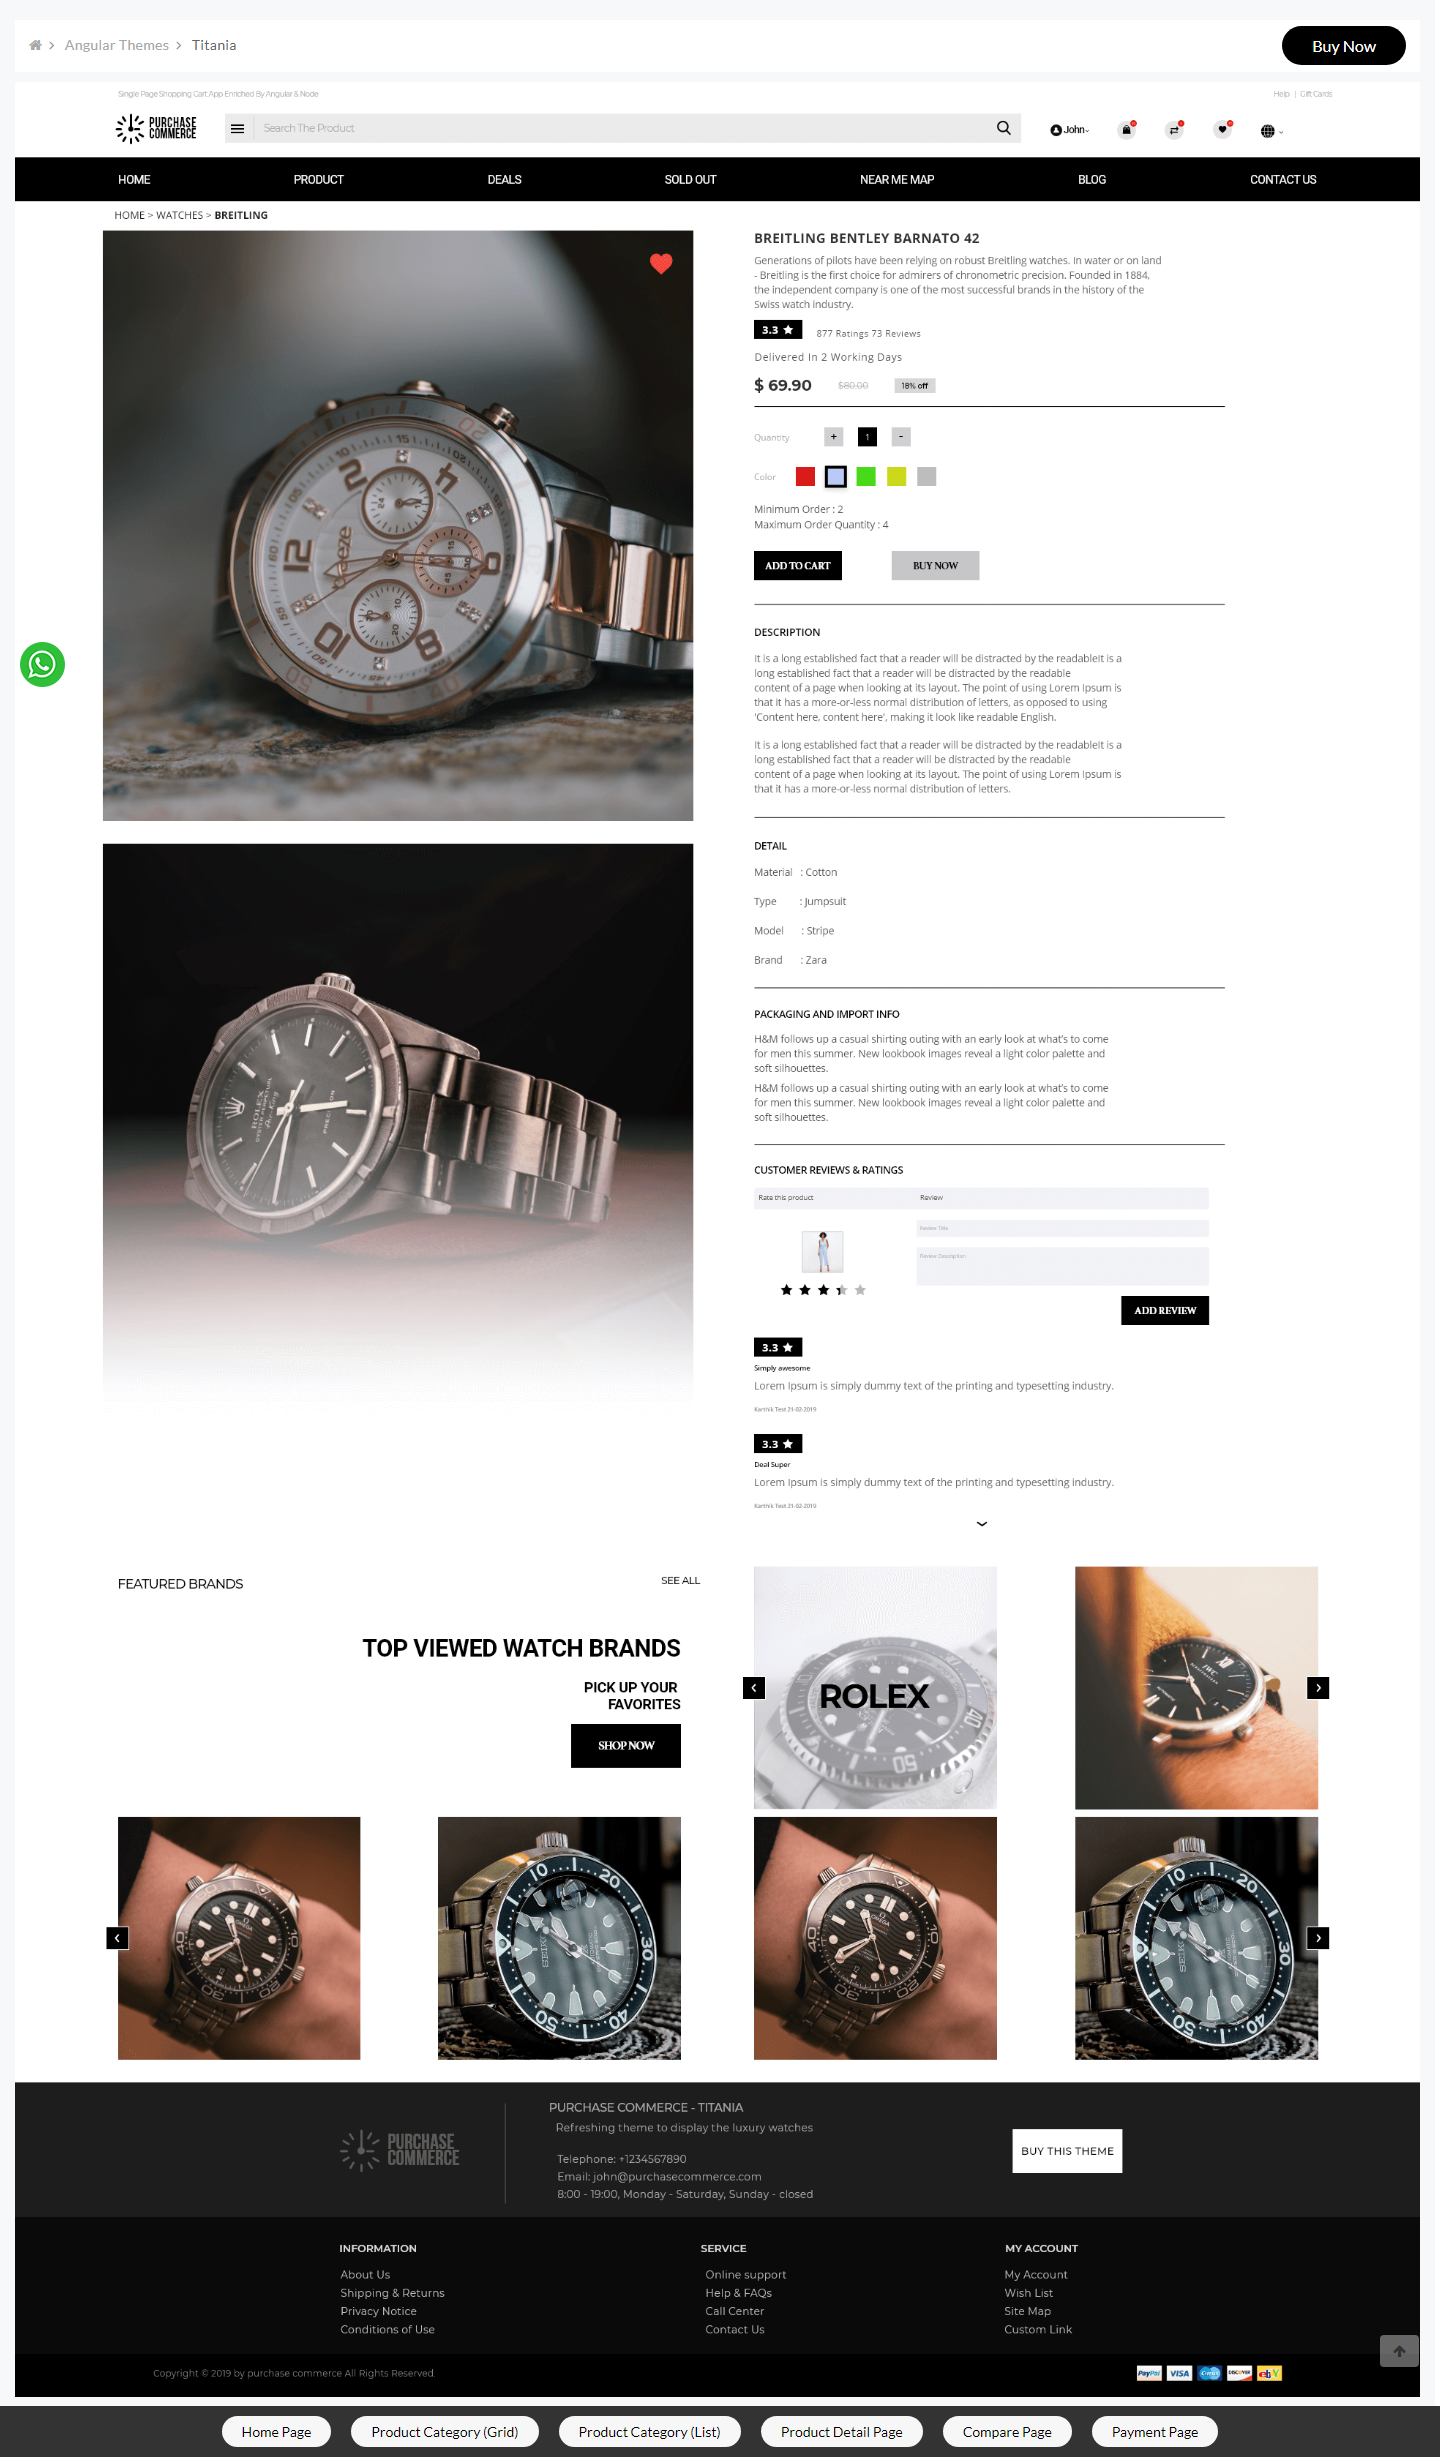 Angular Themes > Titania
Buy Now
Single Page Shopping Cart App Enriched By Angular & Node
Help | Gift Cards
PURCHASE
COMMERCE
Search The Product
John
HOME PRODUCT DEALS SOLD OUT NEAR ME MAP BLOG CONTACT US
HOME > WATCHES > BREITLING
BREITLING BENTLEY BARNATO 42
Generations of pilots have been relying on robust Breitling watches. In water or on land
- Breitling is the first choice for admirers of chronometric precision. Founded in 1884,
the independent company is one of the most successful brands in the history of the
Swiss watch industry.
3.3 ★
877 Ratings 73 Reviews
Delivered In 2 Working Days
$ 69.90 $80.00 18% off
Quantity + 1 -
Color
Minimum Order : 2
Maximum Order Quantity : 4
ADD TO CART BUY NOW
DESCRIPTION
It is a long established fact that a reader will be distracted by the readableIt is a
long established fact that a reader will be distracted by the readable
content of a page when looking at its layout. The point of using Lorem Ipsum is
that it has a more-or-less normal distribution of letters, as opposed to using
'Content here, content here', making it look like readable English.
It is a long established fact that a reader will be distracted by the readableIt is a
long established fact that a reader will be distracted by the readable
content of a page when looking at its layout. The point of using Lorem Ipsum is
that it has a more-or-less normal distribution of letters.
DETAIL
Material : Cotton
Type : Jumpsuit
Model : Stripe
Brand : Zara
PACKAGING AND IMPORT INFO
H&M follows up a casual shirting outing with an early look at what's to come
for men this summer. New lookbook images reveal a light color palette and
soft silhouettes.
H&M follows up a casual shirting outing with an early look at what's to come
for men this summer. New lookbook images reveal a light color palette and
soft silhouettes.
CUSTOMER REVIEWS & RATINGS
Rate this product Review
Review Title
Review Description
ADD REVIEW
3.3 ★
Simply awesome
Lorem Ipsum is simply dummy text of the printing and typesetting industry.
Karthik Test 21-02-2019
3.3 ★
Deal Super
Lorem Ipsum is simply dummy text of the printing and typesetting industry.
Karthik Test 21-02-2019
breeze
15
4
8
10
12
ROLEX
OYSTER PERPETUAL
Air-King
PRECISION
FEATURED BRANDS
SEE ALL
TOP VIEWED WATCH BRANDS
PICK UP YOUR
FAVORITES
SHOP NOW
ROLEX
IWC
OMEGA
SEIKO
OMEGA
SEIKO
PURCHASE
COMMERCE
PURCHASE COMMERCE - TITANIA
Refreshing theme to display the luxury watches
Telephone: +1234567890
Email: john@purchasecommerce.com
8:00 - 19:00, Monday - Saturday, Sunday - closed
BUY THIS THEME
INFORMATION
About Us
Shipping & Returns
Privacy Notice
Conditions of Use
SERVICE
Online support
Help & FAQs
Call Center
Contact Us
MY ACCOUNT
My Account
Wish List
Site Map
Custom Link
Copyright © 2019 by purchase commerce All Rights Reserved.
PayPal VISA DISCOVER ebY
Home Page Product Category (Grid) Product Category (List) Product Detail Page Compare Page Payment Page